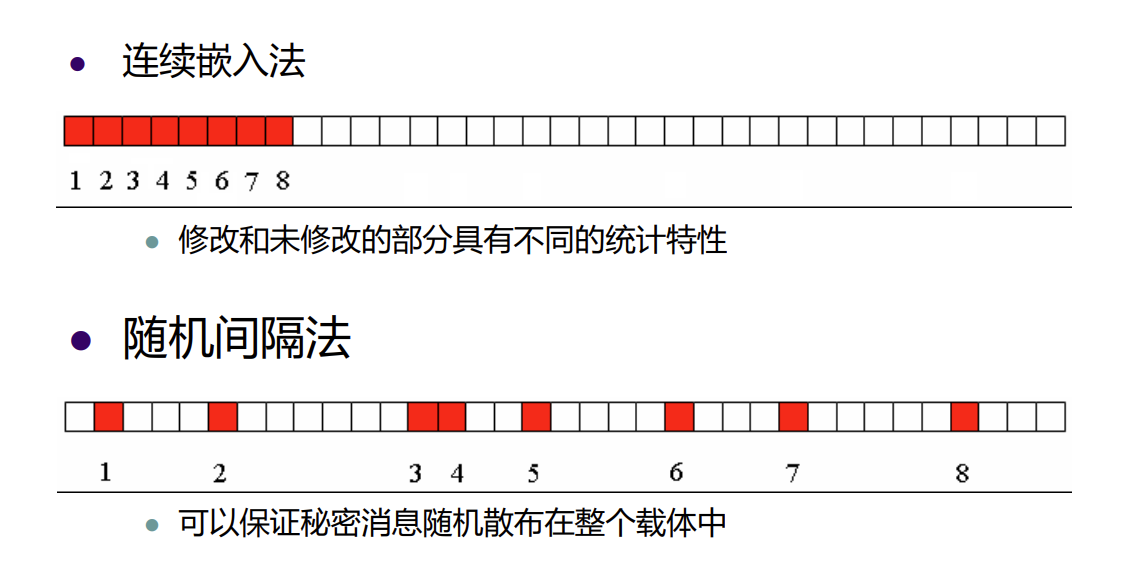 连续嵌入法
1 2 3 4 5 6 7 8
修改和未修改的部分具有不同的统计特性
随机间隔法
1 2 3 4 5 6 7 8
可以保证秘密消息随机散布在整个载体中